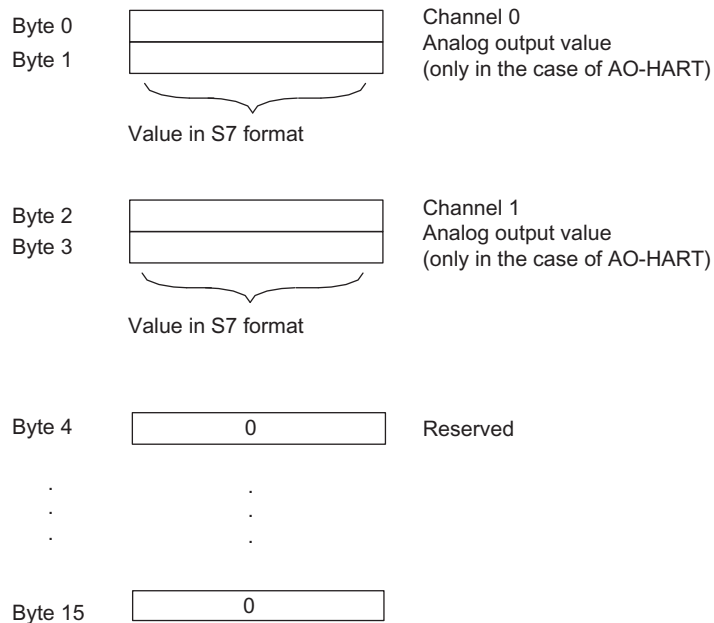 Byte 0
Byte 1
Channel 0
Analog output value
(only in the case of AO-HART)
Value in S7 format
Byte 2
Byte 3
Channel 1
Analog output value
(only in the case of AO-HART)
Value in S7 format
Byte 4
0
Reserved
. .
. .
. .
Byte 15
0